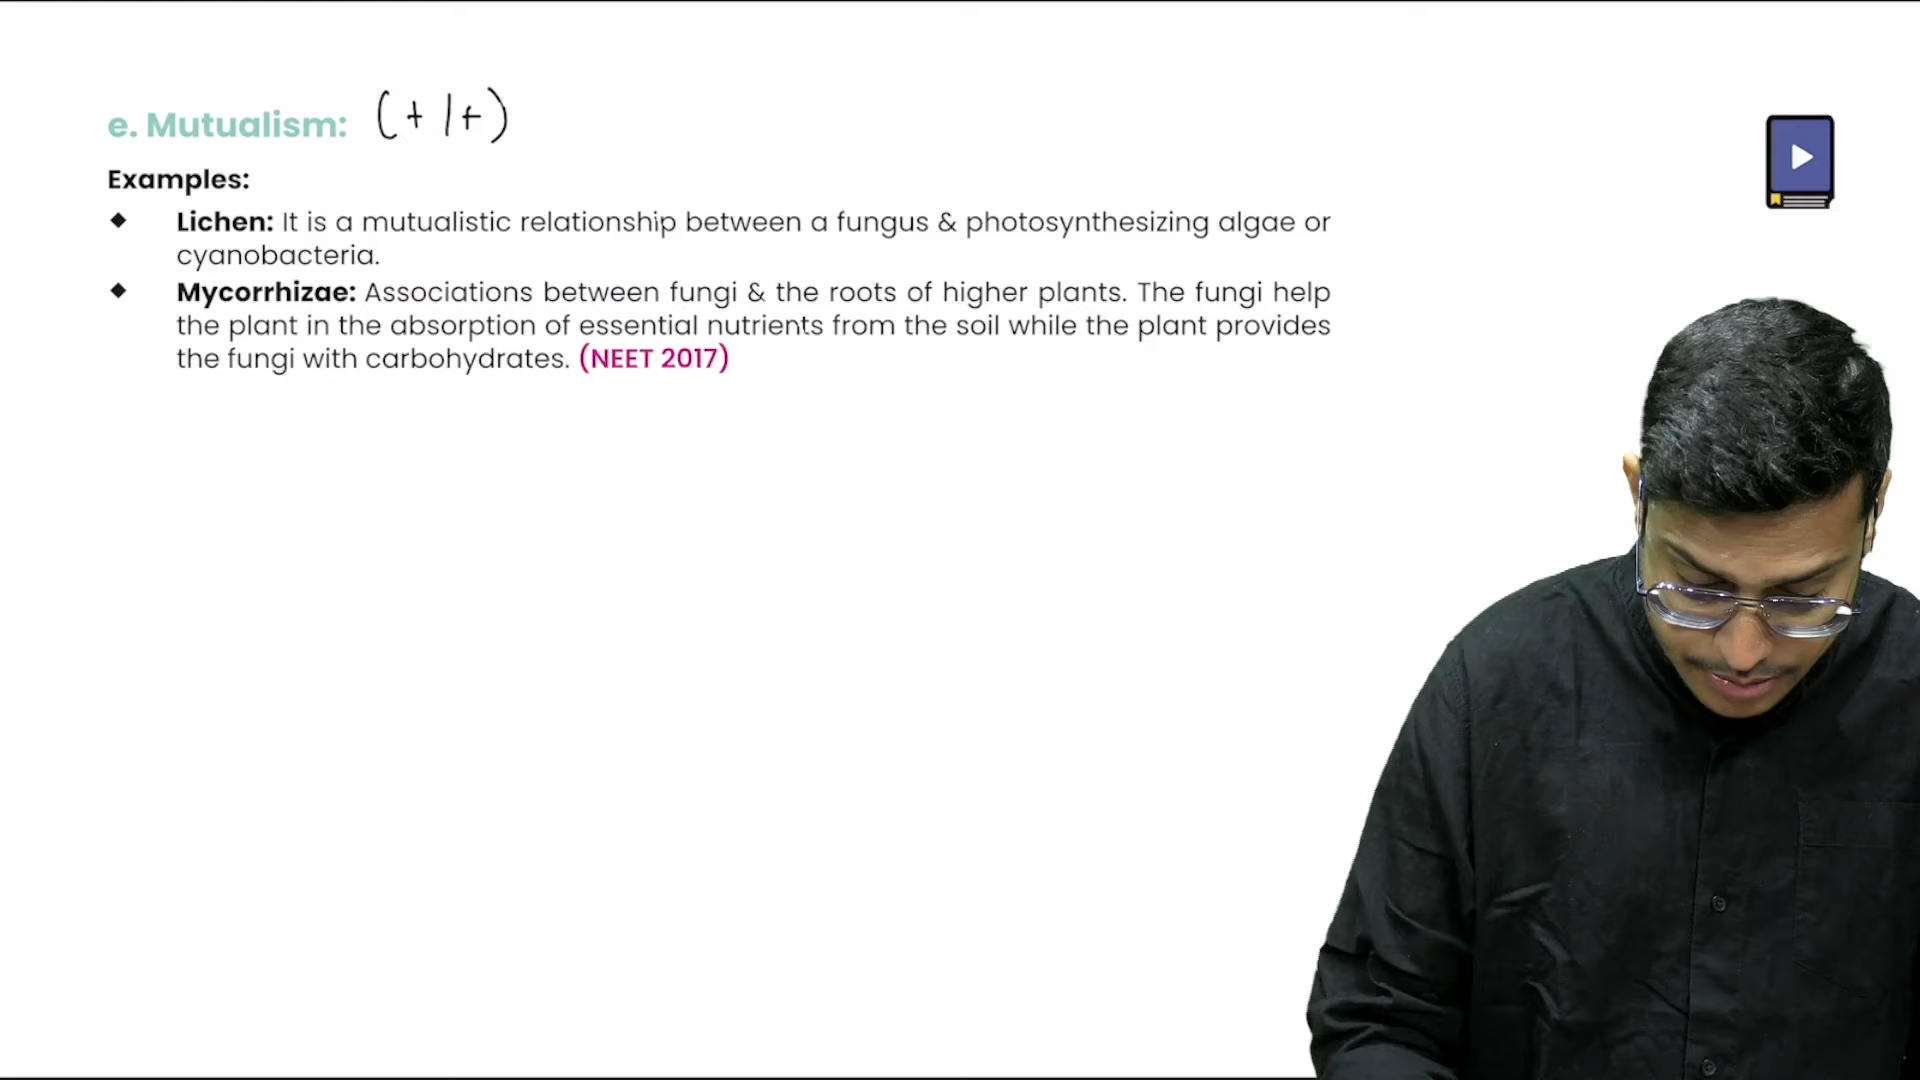 e. Mutualism: (+/+)
Examples:
◆ Lichen: It is a mutualistic relationship between a fungus & photosynthesizing algae or
cyanobacteria.
◆ Mycorrhizae: Associations between fungi & the roots of higher plants. The fungi help
the plant in the absorption of essential nutrients from the soil while the plant provides
the fungi with carbohydrates. (NEET 2017)